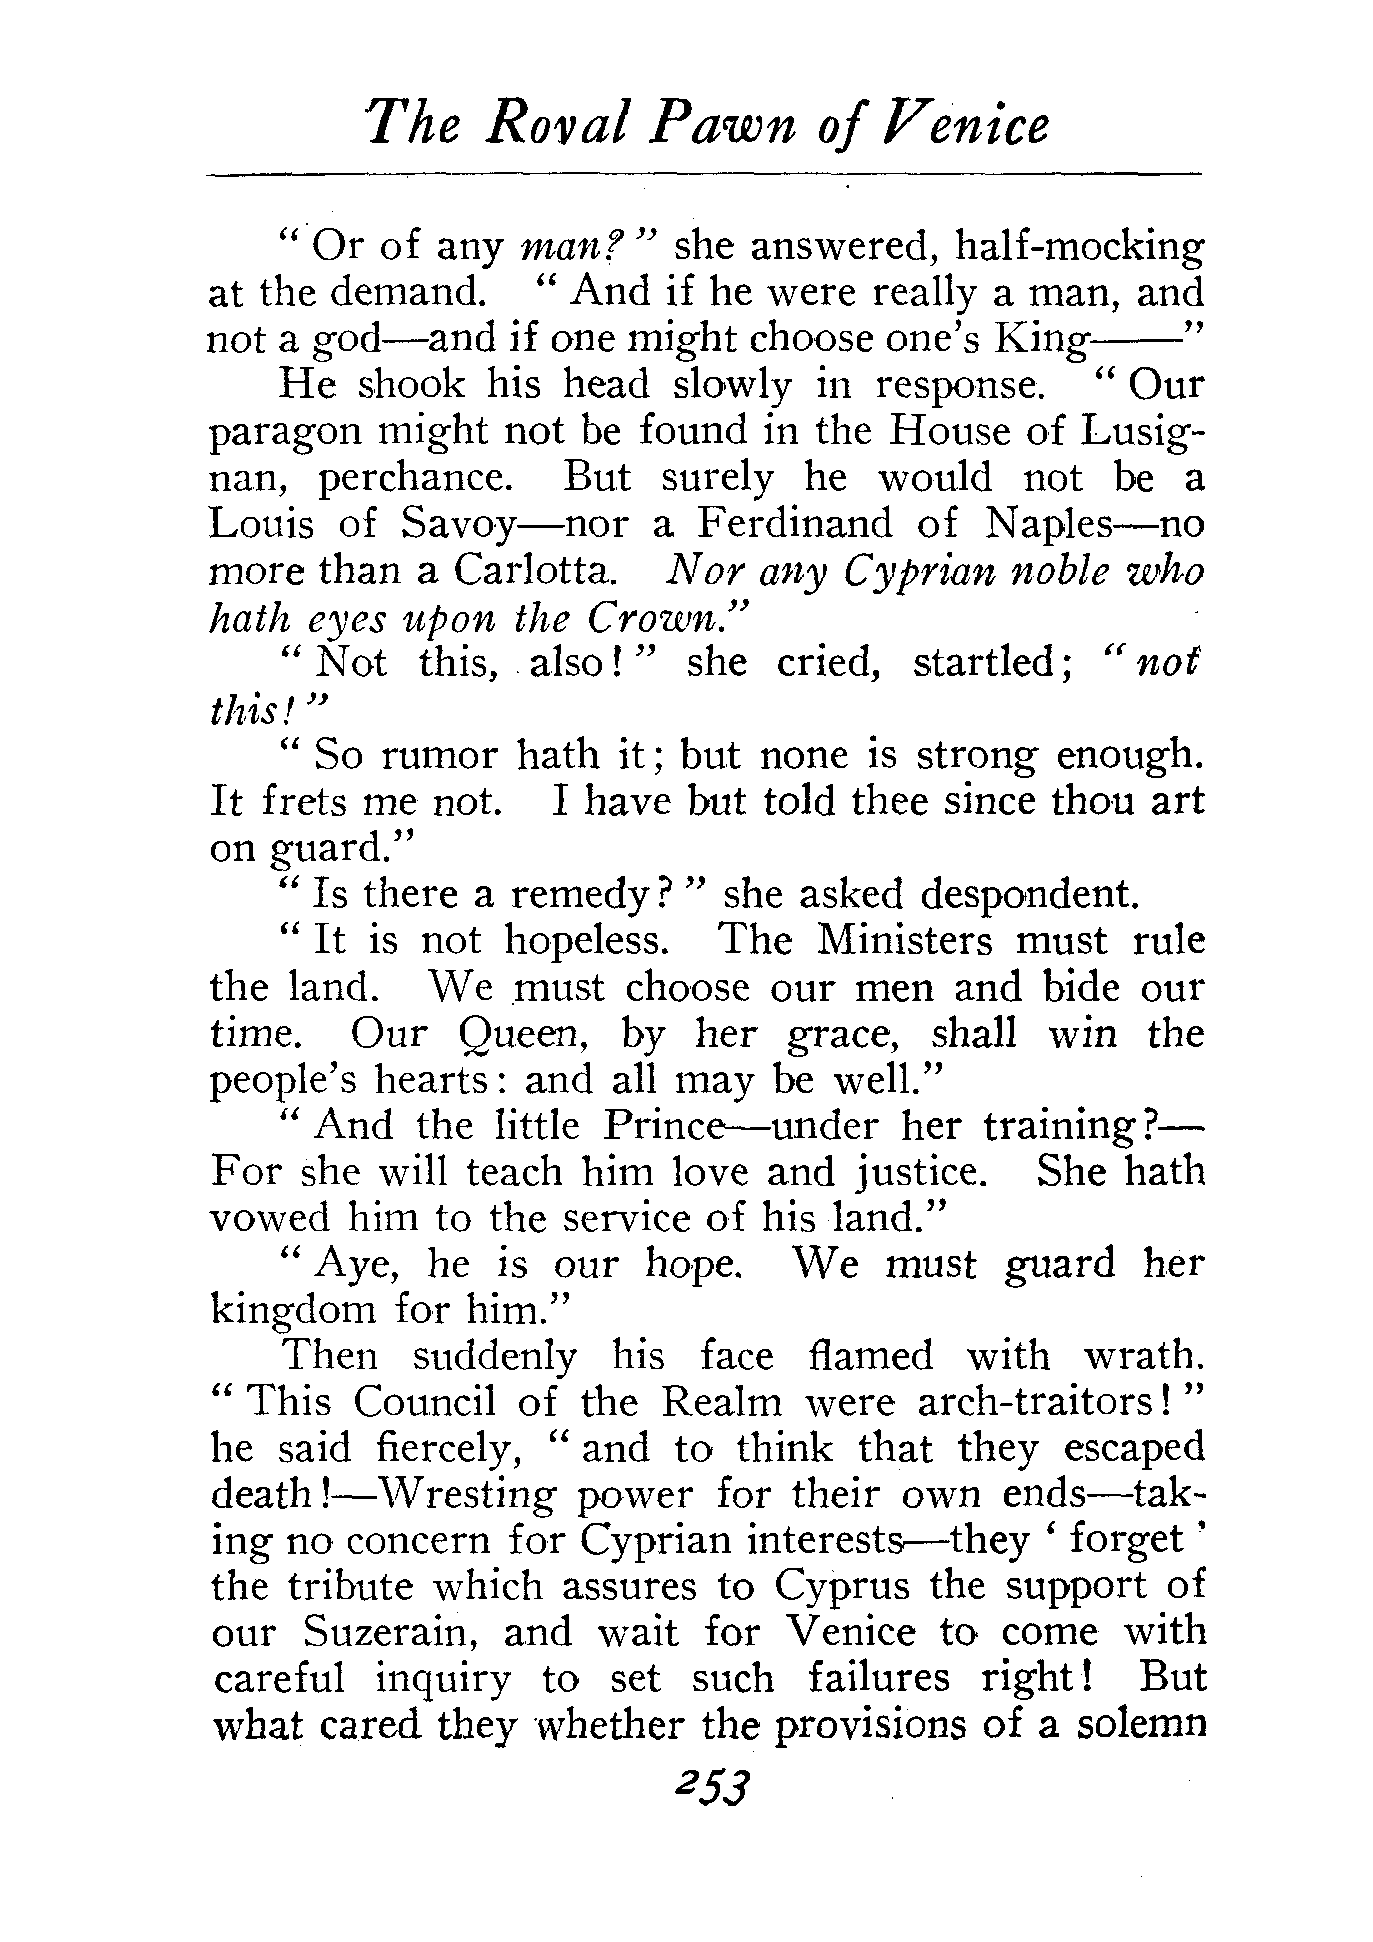 The Royal Pawn of Venice
" Or of any man? " she answered, half-mocking
at the demand. " And if he were really a man, and
not a god—and if one might choose one's King——"
He shook his head slowly in response. " Our
paragon might not be found in the House of Lusig-
nan, perchance. But surely he would not be a
Louis of Savoy—nor a Ferdinand of Naples—no
more than a Carlotta. Nor any Cyprian noble who
hath eyes upon the Crown."
" Not this, also! " she cried, startled; " not
this! "
" So rumor hath it; but none is strong enough.
It frets me not. I have but told thee since thou art
on guard."
" Is there a remedy? " she asked despondent.
" It is not hopeless. The Ministers must rule
the land. We must choose our men and bide our
time. Our Queen, by her grace, shall win the
people's hearts: and all may be well."
" And the little Prince—under her training?—
For she will teach him love and justice. She hath
vowed him to the service of his land."
" Aye, he is our hope. We must guard her
kingdom for him."
Then suddenly his face flamed with wrath.
" This Council of the Realm were arch-traitors! "
he said fiercely, " and to think that they escaped
death!—Wresting power for their own ends—tak-
ing no concern for Cyprian interests—they ' forget '
the tribute which assures to Cyprus the support of
our Suzerain, and wait for Venice to come with
careful inquiry to set such failures right! But
what cared they whether the provisions of a solemn
253